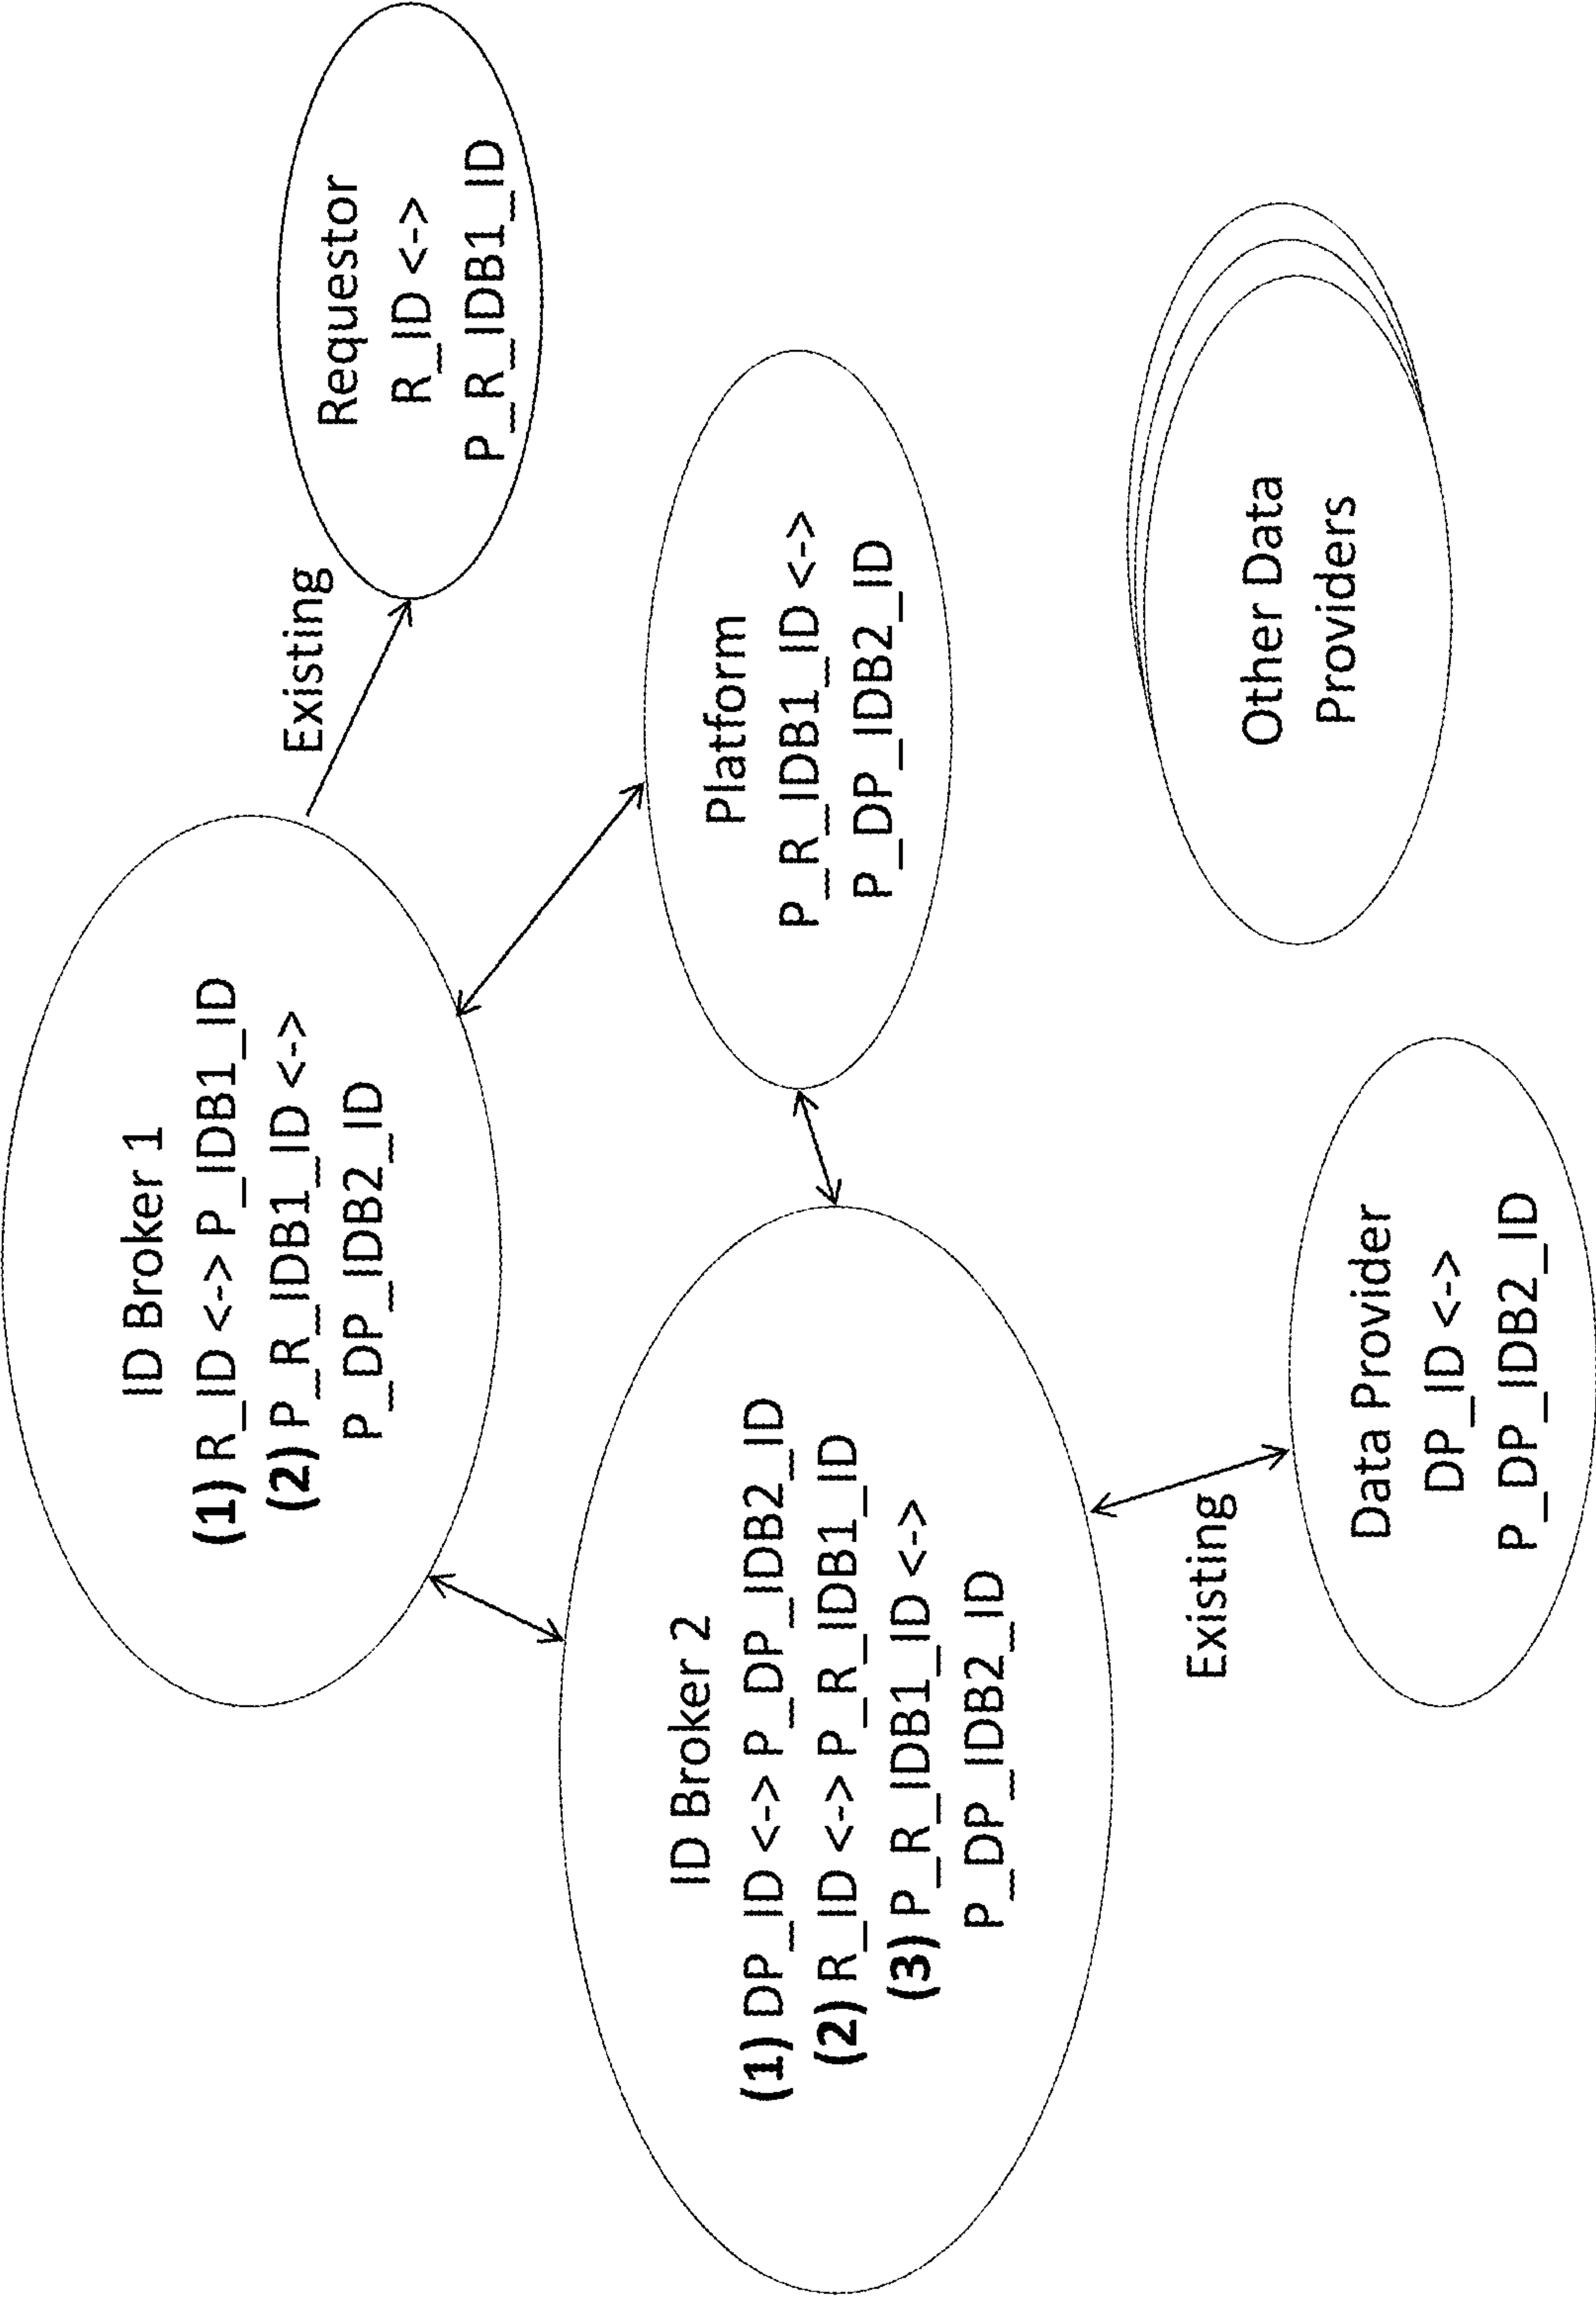 ID Broker 1
(1) R_ID <-> P_IDB1_ID
(2) P_R_IDB1_ID <->
P_DP_IDB2_ID
Existing
Requestor
R_ID <->
P_R_IDB1_ID
ID Broker 2
(1) DP_ID <-> P_DP_IDB2_ID
(2) R_ID <-> P_R_IDB1_ID
(3) P_R_IDB1_ID <->
P_DP_IDB2_ID
Platform
P_R_IDB1_ID <->
P_DP_IDB2_ID
Existing
Data Provider
DP_ID <->
P_DP_IDB2_ID
Other Data
Providers